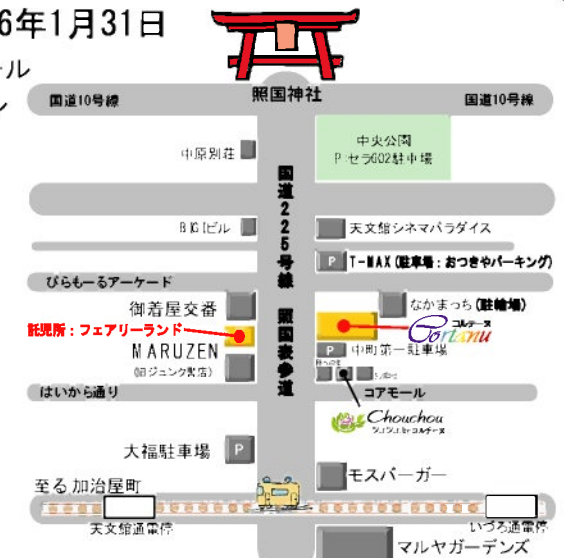 6年1月31日
ール
ン
照国神社
国道10号線
国道10号線
中央公園
P:セラ602駐車場
中原別荘
国道225号線 照国表参道
BIGIビル
天文館シネマパラダイス
P
T-MAX(駐車場:おつきやパーキング)
ぴらもーるアーケード
御着屋交番
なかまっち(駐輪場)
託児所:フェアリーランド
コルテーヌ
Cortanu
MARUZEN
(旧ジュンク堂店)
P
中町第一駐車場
はいから通り
コアモール
Chouchou
大福駐車場
P
モスバーガー
至る加治屋町
天文館通電停
いづろ通電停
マルヤガーデンズ